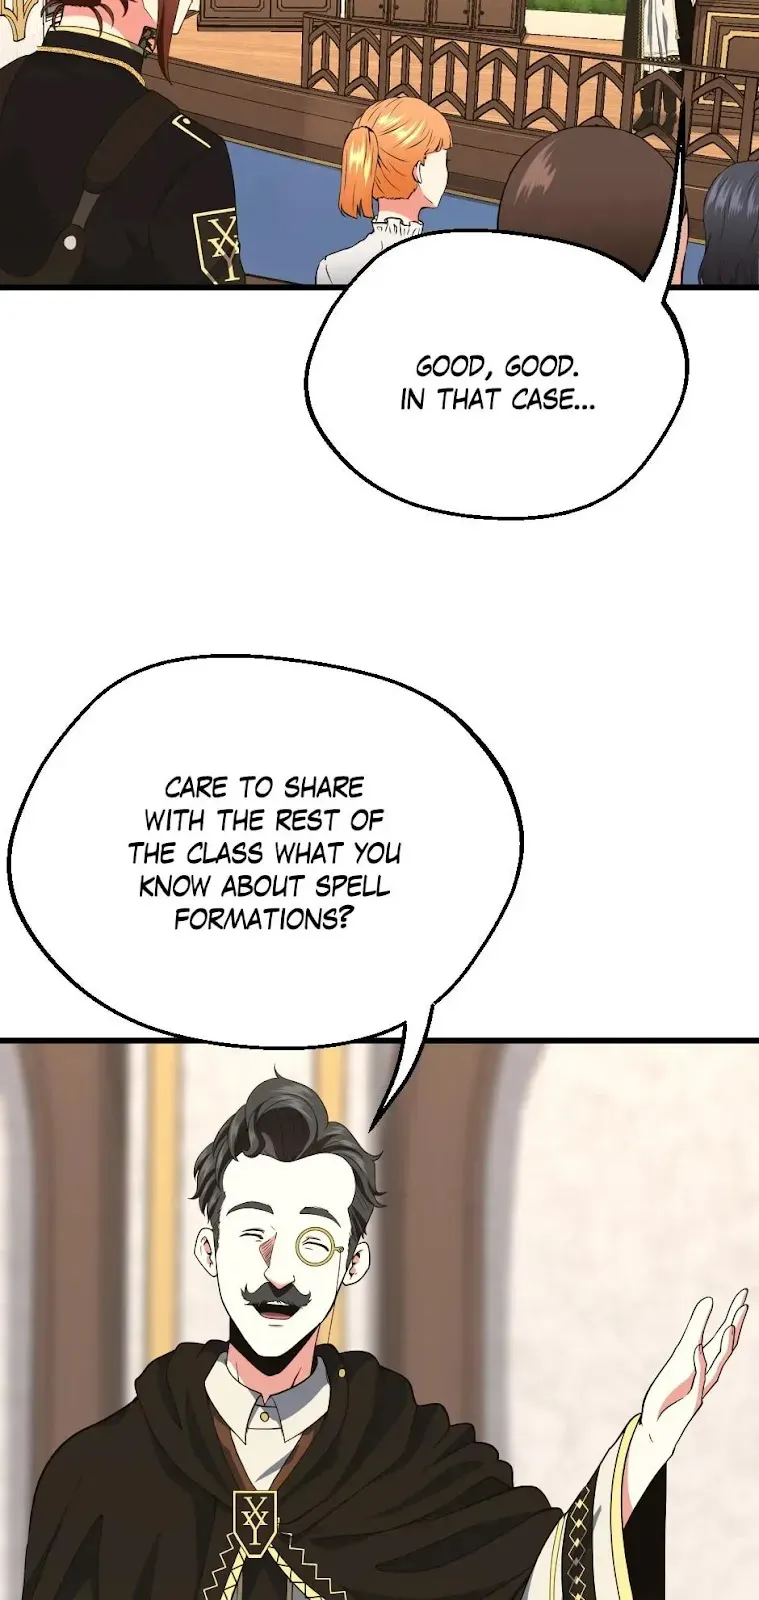 GOOD, GOOD.
IN THAT CASE...
CARE TO SHARE
WITH THE REST OF
THE CLASS WHAT YOU
KNOW ABOUT SPELL
FORMATIONS?